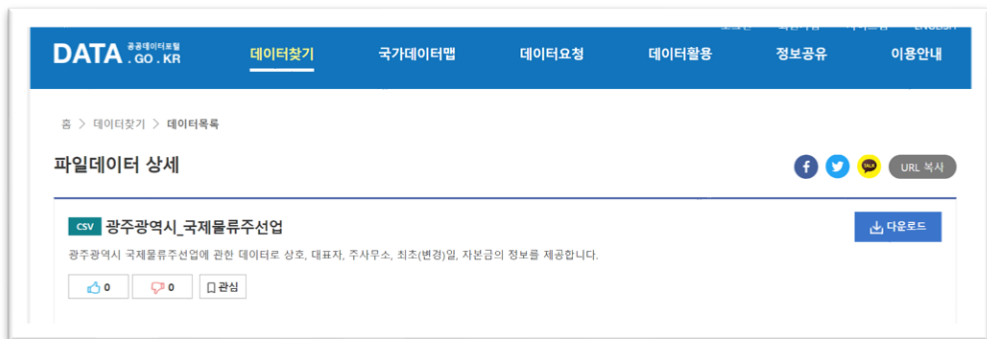 DATA 공공데이터포털 .GO.KR
데이터찾기 국가데이터맵 데이터요청 데이터활용 정보공유 이용안내
홈 > 데이터찾기 > 데이터목록
파일데이터 상세
f TALK URL 복사
CSV 광주광역시_국제물류주선업
다운로드
광주광역시 국제물류주선업에 관한 데이터로 상호, 대표자, 주사무소, 최초(변경)일, 자본금의 정보를 제공합니다.
0 0 관심